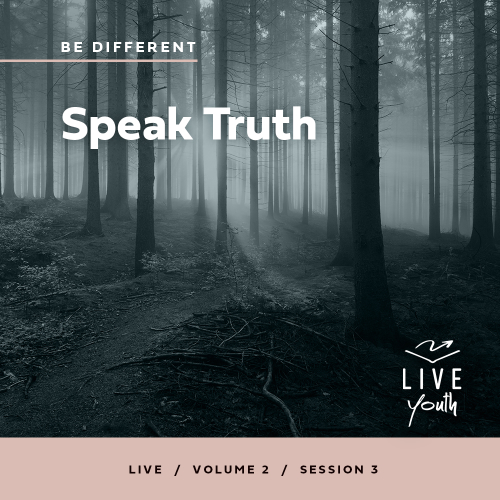 BE DIFFERENT
Speak Truth
LIVE
youth
LIVE / VOLUME 2 / SESSION 3